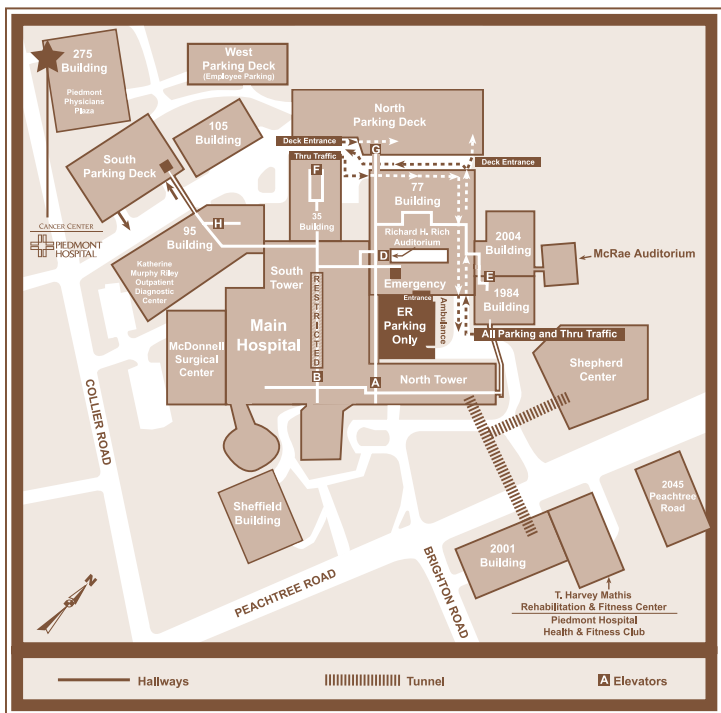 275
Building
Piedmont
Physicians
Plaza
West
Parking Deck
(Employee Parking)
North
Parking Deck
105
Building
South
Parking Deck
Deck Entrance
G
Thru Traffic
Deck Entrance
F
77
Building
35
Building
H
95
Building
CANCER CENTER
PIEDMONT
HOSPITAL
Richard H. Rich
Auditorium
2004
Building
McRae Auditorium
Katherine
Murphy Riley
Outpatient
Diagnostic
Center
South
Tower
D
E
Emergency
Entrance
1984
Building
RESTRICTED
ER
Parking
Only
Ambulance
Main
Hospital
All Parking and Thru Traffic
McDonnell
Surgical
Center
Shepherd
Center
B
A
North Tower
COLLIER ROAD
Sheffield
Building
2045
Peachtree
Road
2001
Building
PEACHTREE ROAD
BRIGHTON ROAD
N
T. Harvey Mathis
Rehabilitation & Fitness Center
Piedmont Hospital
Health & Fitness Club
Hallways
Tunnel
A Elevators